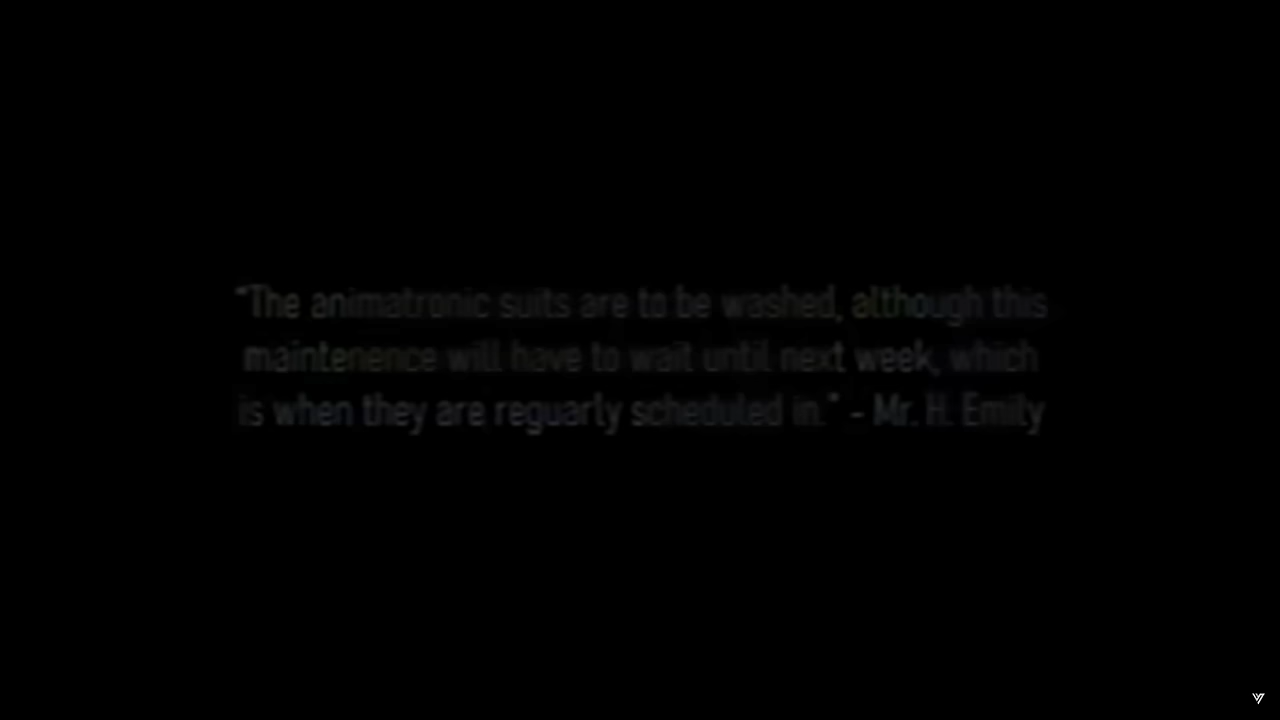 “The animatronic suits are to be washed, although this
maintenence will have to wait until next week, which
is when they are reguarly scheduled in.” - Mr. H. Emily